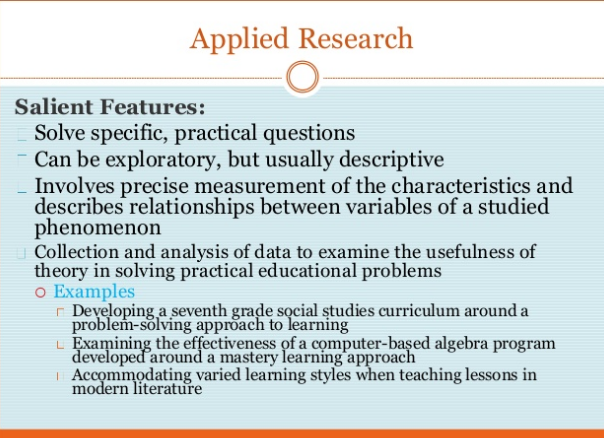 Applied Research
Salient Features:
Solve specific, practical questions
Can be exploratory, but usually descriptive
Involves precise measurement of the characteristics and
describes relationships between variables of a studied
phenomenon
Collection and analysis of data to examine the usefulness of
theory in solving practical educational problems
Examples
Developing a seventh grade social studies curriculum around a
problem-solving approach to learning
Examining the effectiveness of a computer-based algebra program
developed around a mastery learning approach
Accommodating varied learning styles when teaching lessons in
modern literature